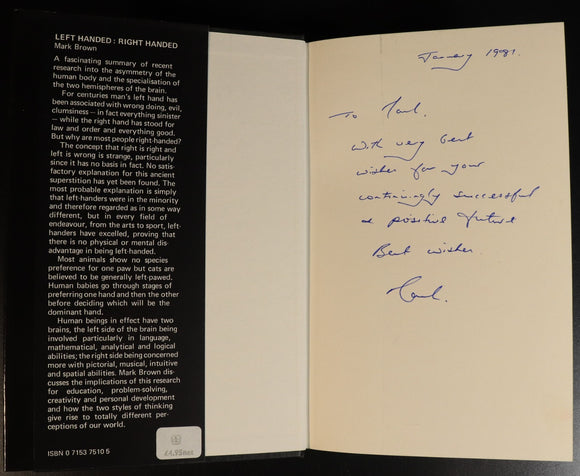 LEFT HANDED : RIGHT HANDED
Mark Brown
A fascinating summary of recent
research into the asymmetry of the
human body and the specialisation of
the two hemispheres of the brain.
For centuries man's left hand has
been associated with wrong doing, evil,
clumsiness – in fact everything sinister
– while the right hand has stood for
law and order and everything good.
But why are most people right-handed?
The concept that right is right and
left is wrong is strange, particularly
since it has no basis in fact. No satis-
factory explanation for this ancient
superstition has yet been found. The
most probable explanation is simply
that left-handers were in the minority
and therefore regarded as in some way
different, but in every field of
endeavour, from the arts to sport, left-
handers have excelled, proving that
there is no physical or mental dis-
advantage in being left-handed.
Most animals show no species
preference for one paw but cats are
believed to be generally left-pawed.
Human babies go through stages of
preferring one hand and then the other
before deciding which will be the
dominant hand.
Human beings in effect have two
brains, the left side of the brain being
involved particularly in language,
mathematical, analytical and logical
abilities; the right side being concerned
more with pictorial, musical, intuitive
and spatial abilities. Mark Brown dis-
cusses the implications of this research
for education, problem-solving,
creativity and personal development
and how the two styles of thinking
give rise to totally different per-
ceptions of our world.
ISBN 0 7153 7510 5
£4.95 net
January 1981.
To
With very best
wishes for your
continuingly successful
& positive future
Best wishes